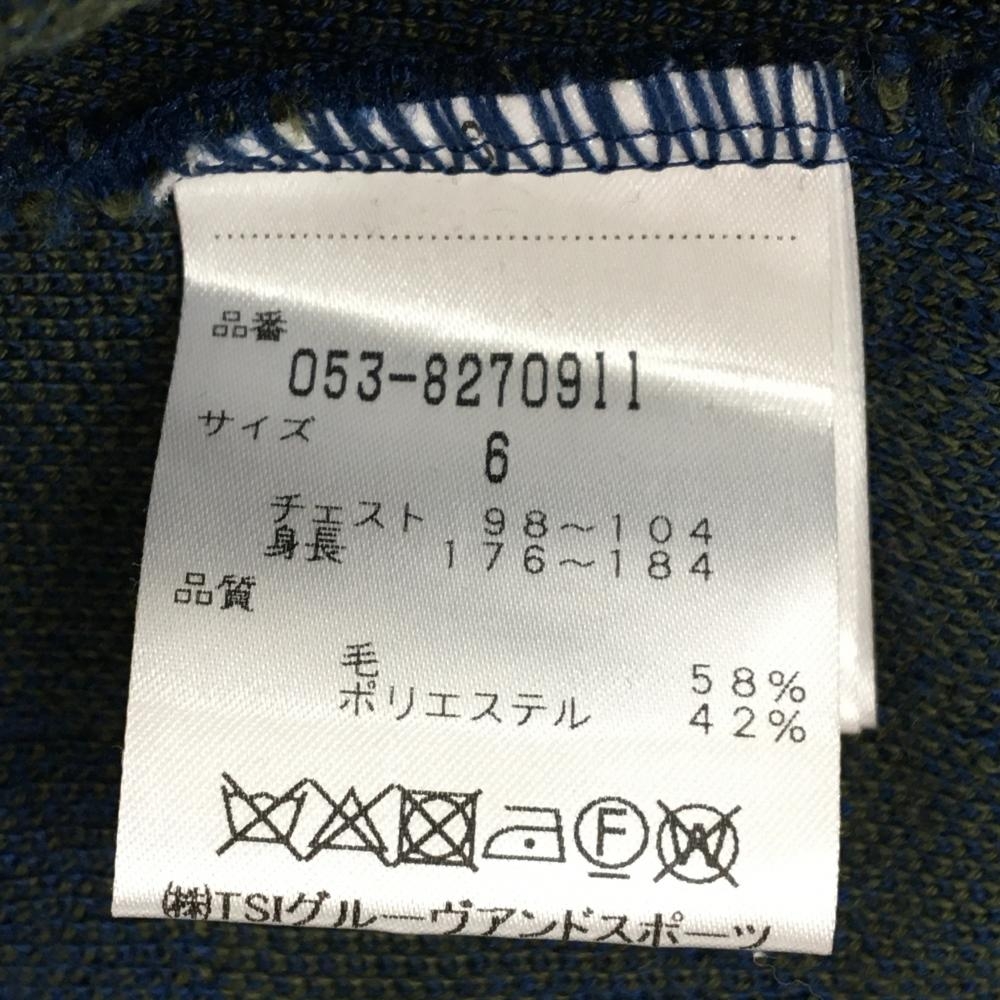 品番
053-8270911
サイズ
6
チェスト 98～104
身長 176～184
品質
毛 58%
ポリエステル 42%
F W
㈱TSIグルーヴアンドスポーツ